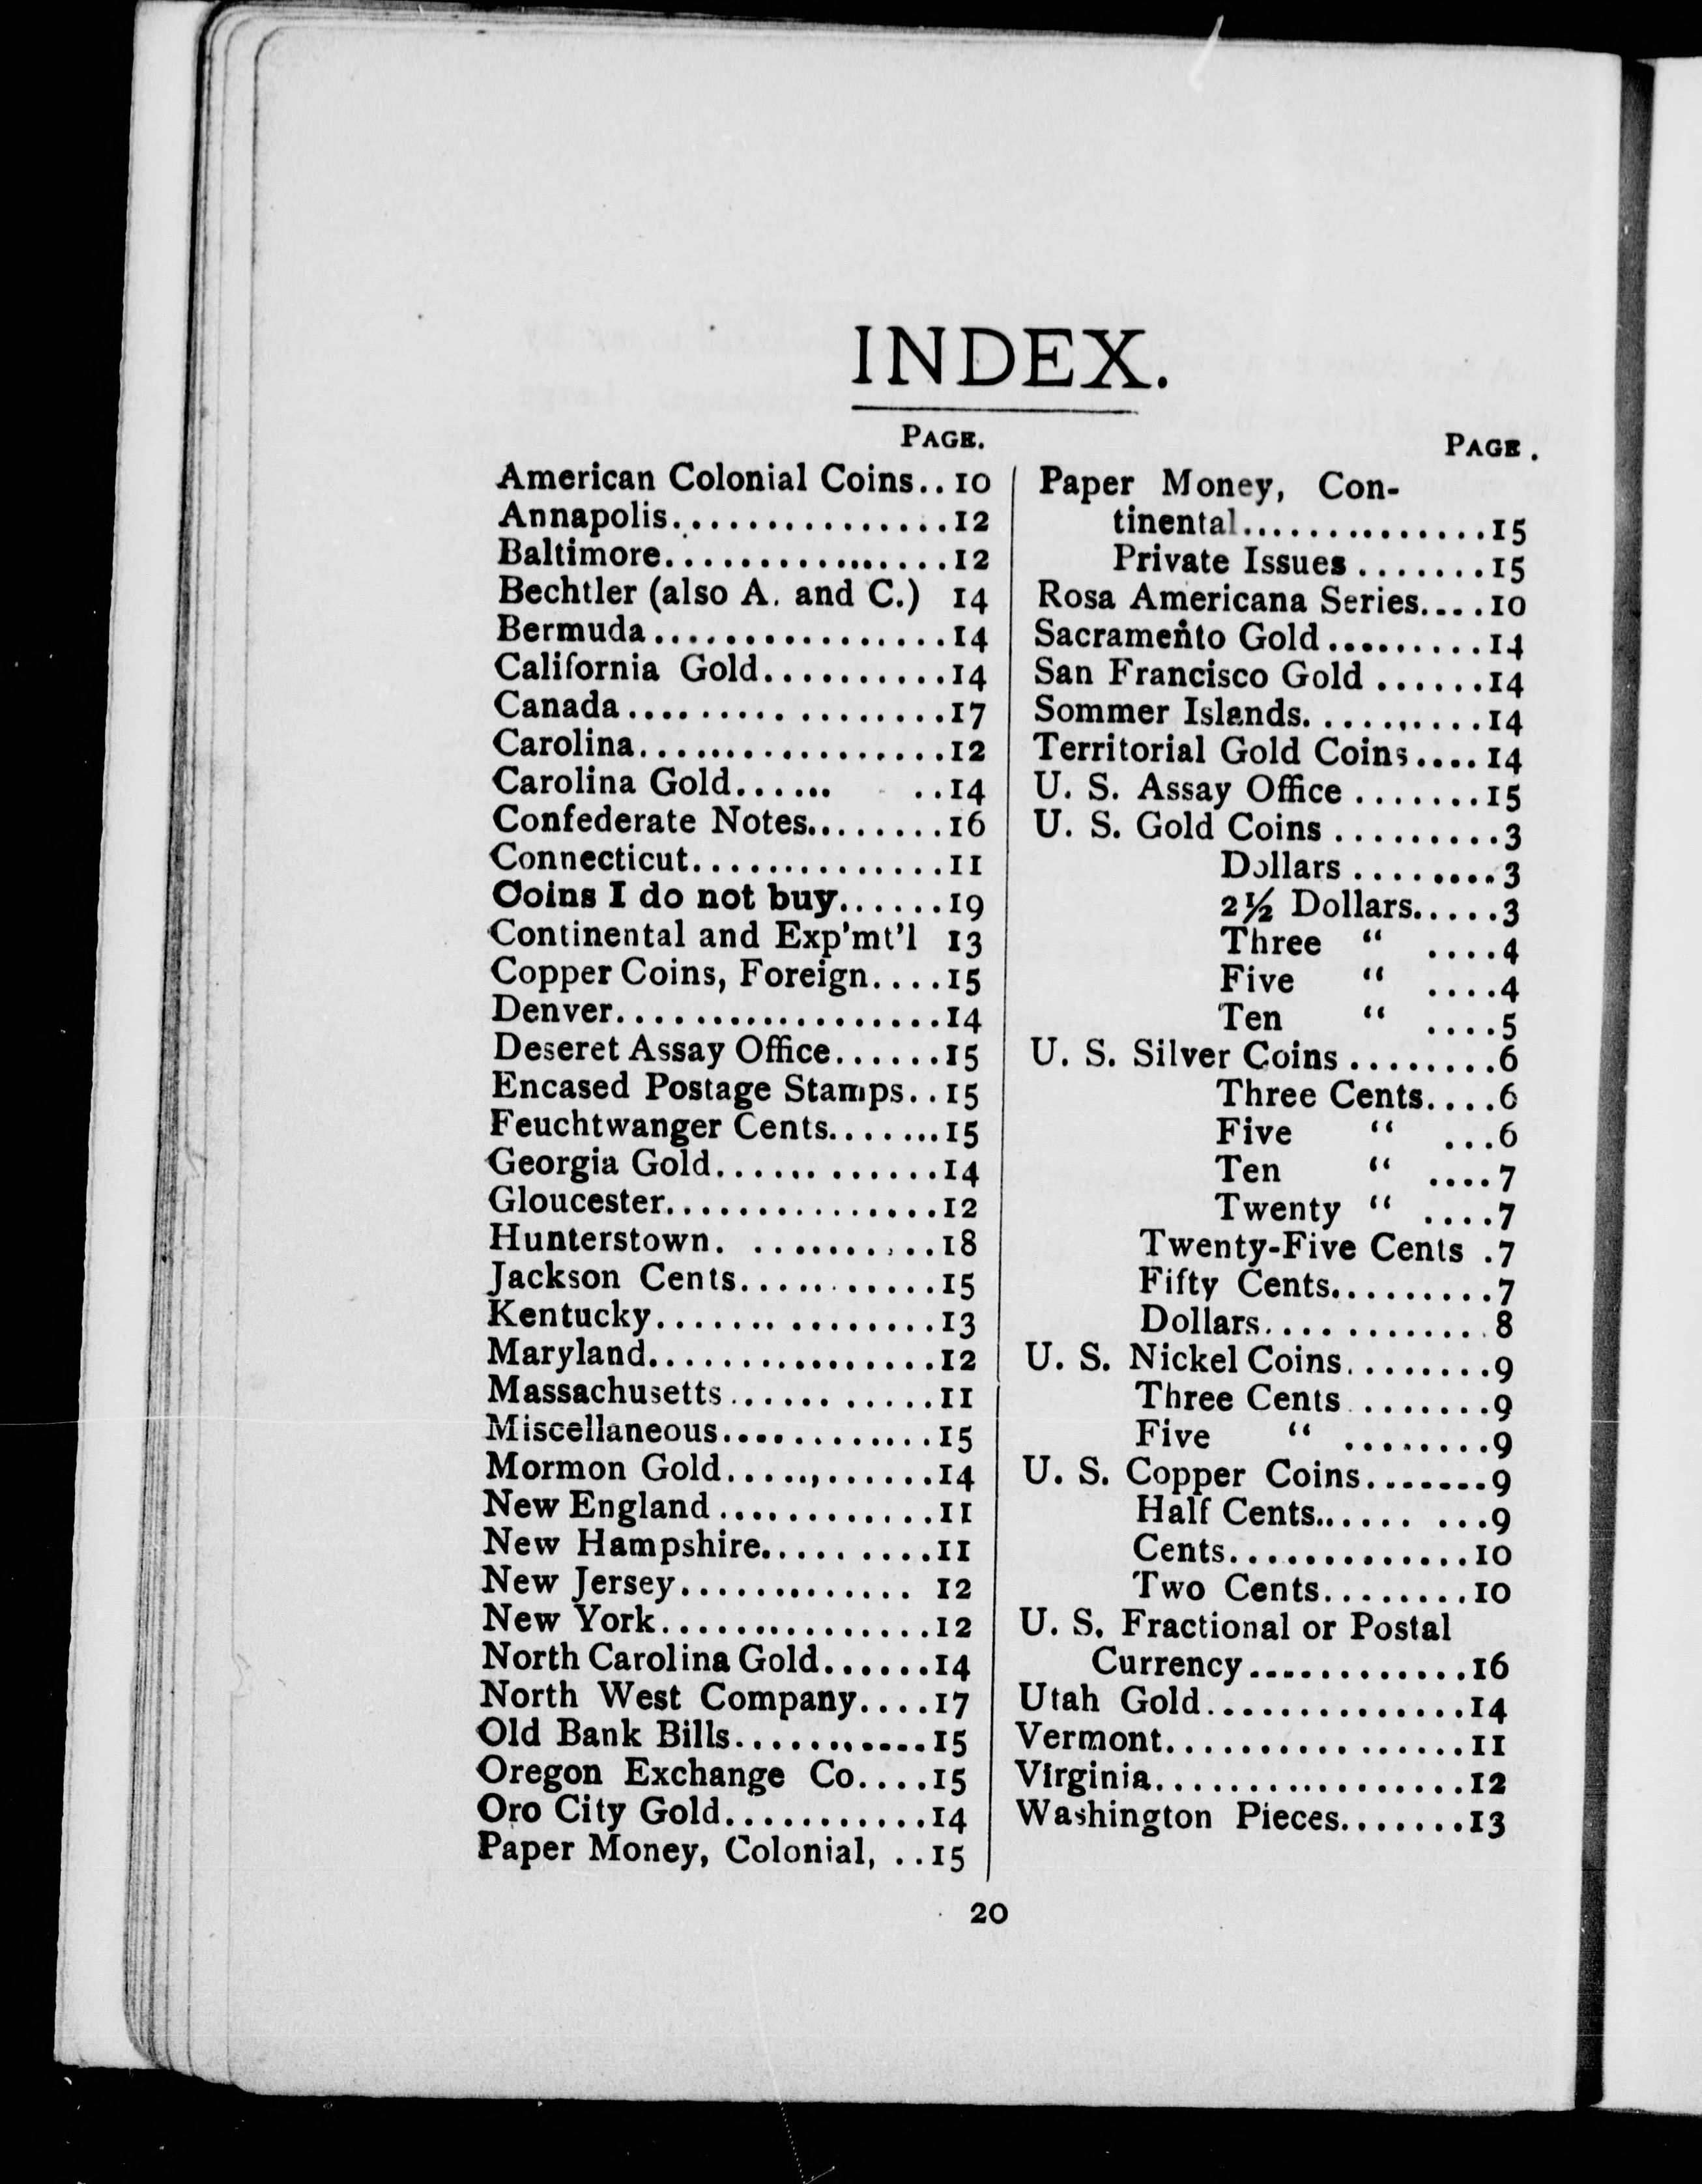 INDEX.
PAGE.
American Colonial Coins..10
Annapolis...............12
Baltimore................12
Bechtler (also A. and C.) 14
Bermuda................14
California Gold..........14
Canada..................17
Carolina.................12
Carolina Gold...... ..14
Confederate Notes........16
Connecticut..............11
Coins I do not buy......19
Continental and Exp'mt'l 13
Copper Coins, Foreign....15
Denver..................14
Deseret Assay Office......15
Encased Postage Stamps..15
Feuchtwanger Cents.......15
Georgia Gold............14
Gloucester...............12
Hunterstown. ..........18
Jackson Cents............15
Kentucky...............13
Maryland................12
Massachusetts...........11
Miscellaneous............15
Mormon Gold.....,......14
New England............11
New Hampshire.........11
New Jersey............. 12
New York...............12
North Carolina Gold......14
North West Company....17
Old Bank Bills...........15
Oregon Exchange Co....15
Oro City Gold...........14
Paper Money, Colonial, ..15
PAGE.
Paper Money, Con-
tinental..............15
Private Issues.......15
Rosa Americana Series....10
Sacramento Gold.........14
San Francisco Gold ......14
Sommer Islands..........14
Territorial Gold Coins....14
U. S. Assay Office .......15
U. S. Gold Coins .........3
Dollars ........3
2½ Dollars.....3
Three “ ....4
Five “ ....4
Ten “ ....5
U. S. Silver Coins ........6
Three Cents....6
Five “ ...6
Ten “ ....7
Twenty “ ....7
Twenty-Five Cents .7
Fifty Cents.........7
Dollars.............8
U. S. Nickel Coins........9
Three Cents ........9
Five “ ........9
U. S. Copper Coins.......9
Half Cents...... ...9
Cents.............10
Two Cents........10
U. S. Fractional or Postal
Currency............16
Utah Gold..............14
Vermont................11
Virginia.................12
Washington Pieces.......13
20